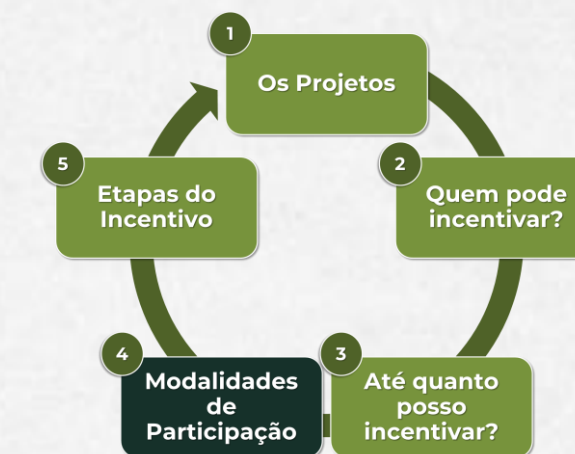 1
Os Projetos
2
Quem pode
incentivar?
3
Até quanto
posso
incentivar?
4
Modalidades
de
Participação
5
Etapas do
Incentivo